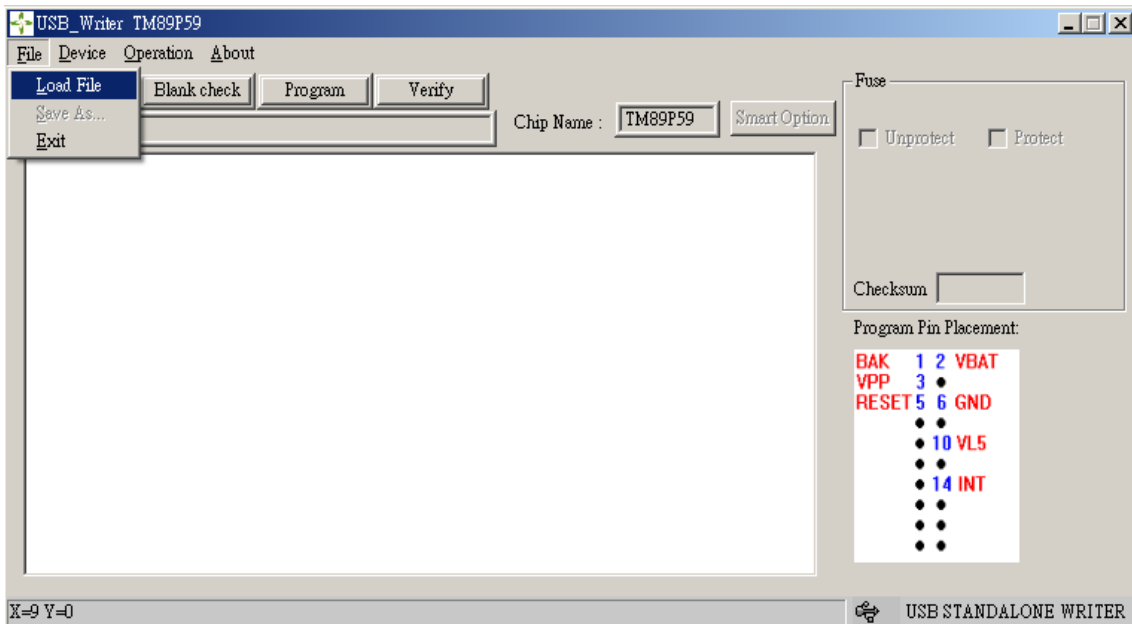 USB_Writer TM89P59
File Device Operation About
Load File
Save As...
Exit
Blank check Program Verify
Chip Name : TM89P59 Smart Option
Fuse
Unprotect Protect
Checksum
Program Pin Placement:
BAK 1 2 VBAT
VPP 3
RESET 5 6 GND
10 VL5
14 INT
X=9 Y=0
USB STANDALONE WRITER